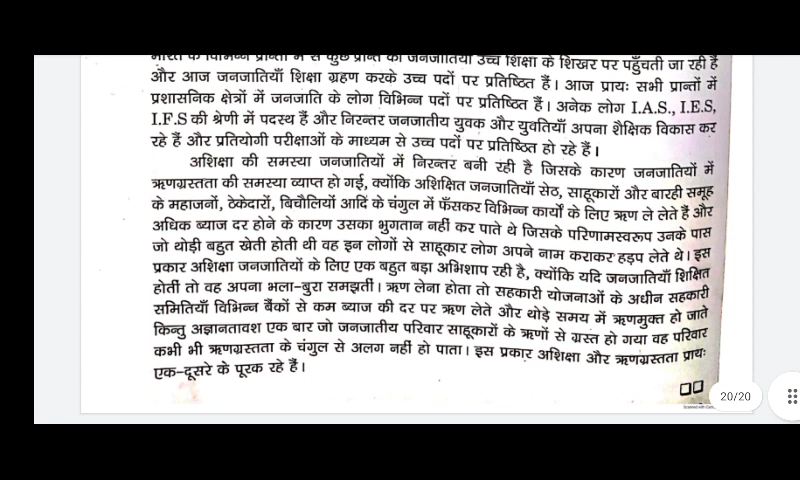 भारत के विभिन्न प्रान्तों में से कुछ प्रान्त की जनजातियाँ उच्च शिक्षा के शिखर पर पहुँचती जा रही हैं
और आज जनजातियाँ शिक्षा ग्रहण करके उच्च पदों पर प्रतिष्ठित हैं। आज प्रायः सभी प्रान्तों में
प्रशासनिक क्षेत्रों में जनजाति के लोग विभिन्न पदों पर प्रतिष्ठित हैं। अनेक लोग I.A.S., I.E.S,
I.F.S की श्रेणी में पदस्थ हैं और निरन्तर जनजातीय युवक और युवतियाँ अपना शैक्षिक विकास कर
रहे हैं और प्रतियोगी परीक्षाओं के माध्यम से उच्च पदों पर प्रतिष्ठित हो रहे हैं।
अशिक्षा की समस्या जनजातियों में निरन्तर बनी रही है जिसके कारण जनजातियों में
ऋणग्रस्तता की समस्या व्याप्त हो गई, क्योंकि अशिक्षित जनजातियाँ सेठ, साहूकारों और बारही समूह
के महाजनों, ठेकेदारों, बिचौलियों आदि के चंगुल में फँसकर विभिन्न कार्यों के लिए ऋण ले लेते हैं और
अधिक ब्याज दर होने के कारण उसका भुगतान नहीं कर पाते थे जिसके परिणामस्वरूप उनके पास
जो थोड़ी बहुत खेती होती थी वह इन लोगों से साहूकार लोग अपने नाम कराकर हड़प लेते थे। इस
प्रकार अशिक्षा जनजातियों के लिए एक बहुत बड़ा अभिशाप रही है, क्योंकि यदि जनजातियाँ शिक्षित
होतीं तो वह अपना भला-बुरा समझतीं। ऋण लेना होता तो सहकारी योजनाओं के अधीन सहकारी
समितियाँ विभिन्न बैंकों से कम ब्याज की दर पर ऋण लेते और थोड़े समय में ऋणमुक्त हो जाते
किन्तु अज्ञानतावश एक बार जो जनजातीय परिवार साहूकारों के ऋणों से ग्रस्त हो गया वह परिवार
कभी भी ऋणग्रस्तता के चंगुल से अलग नहीं हो पाता। इस प्रकार अशिक्षा और ऋणग्रस्तता प्रायः
एक-दूसरे के पूरक रहे हैं।
20/20